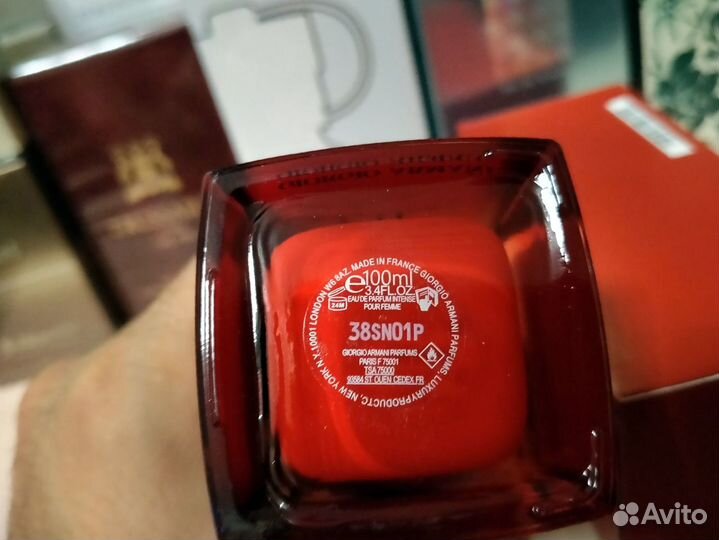 GIORGIO ARMANI
N.Y. 10001 LONDON W6 8AZ. MADE IN FRANCE GIORGIO ARMANI PARFUMS, LUXURYPRODUCTC, NEW YORK
e100ml
3.4FL.OZ.
24M
EAU DE PARFUM INTENSE
POUR FEMME
38SN01P
GIORGIO ARMANI PARFUMS
PARIS F 75001
TSA 75000
93584 ST OUEN CEDEX.FR
Avito